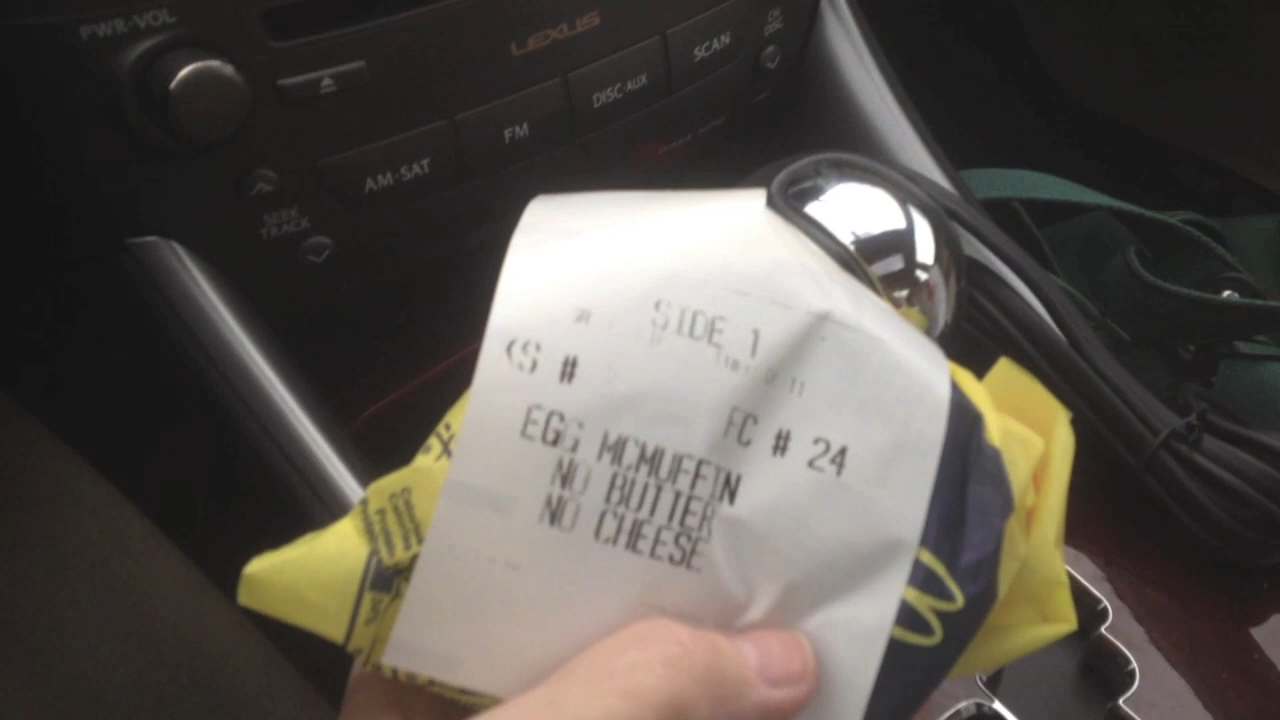 PWR·VOL
LEXUS
SCAN
DISC·AUX
FM
AM·SAT
SEEK
TRACK
SIDE 1
KS #
FC # 24
EGG MCMUFFIN
NO BUTTER
NO CHEESE